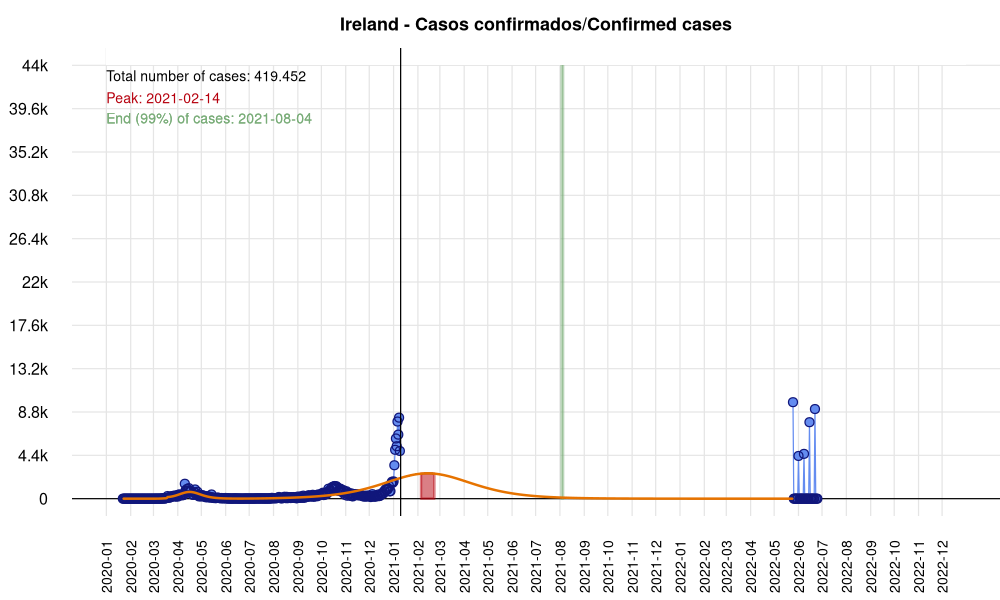 Ireland - Casos confirmados/Confirmed cases
44k
Total number of cases: 419.452
Peak: 2021-02-14
39.6k
End (99%) of cases: 2021-08-04
35.2k
30.8k
26.4k
22k
17.6k
13.2k
8.8k
4.4k
0
2020-01
2020-02
2020-03
2020-04
2020-05
2020-06
2020-07
2020-08
2020-09
2020-10
2020-11
2020-12
2021-01
2021-02
2021-03
2021-04
2021-05
2021-06
2021-07
2021-08
2021-09
2021-10
2021-11
2021-12
2022-01
2022-02
2022-03
2022-04
2022-05
2022-06
2022-07
2022-08
2022-09
2022-10
2022-11
2022-12